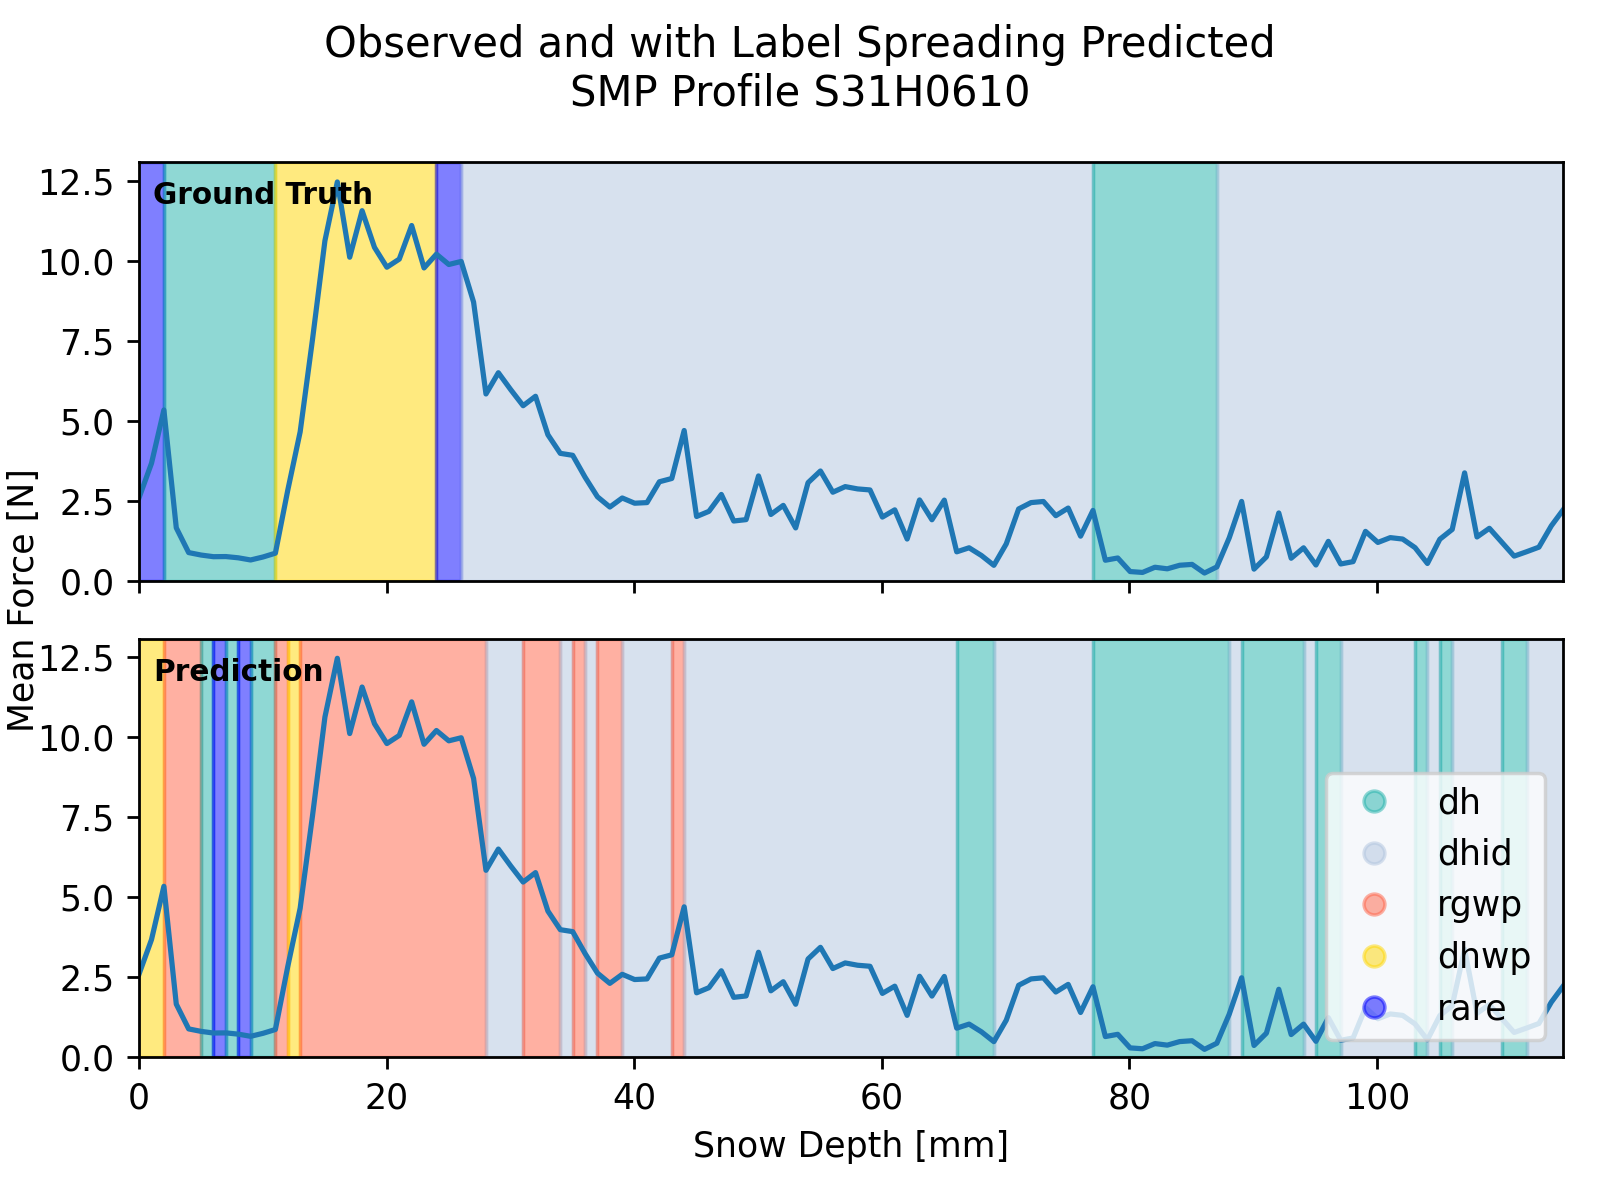 Observed and with Label Spreading Predicted
SMP Profile S31H0610
Mean Force [N]
12.5
10.0
7.5
5.0
2.5
0.0
Ground Truth
12.5
10.0
7.5
5.0
2.5
0.0
Prediction
dh
dhid
rgwp
dhwp
rare
0 20 40 60 80 100
Snow Depth [mm]